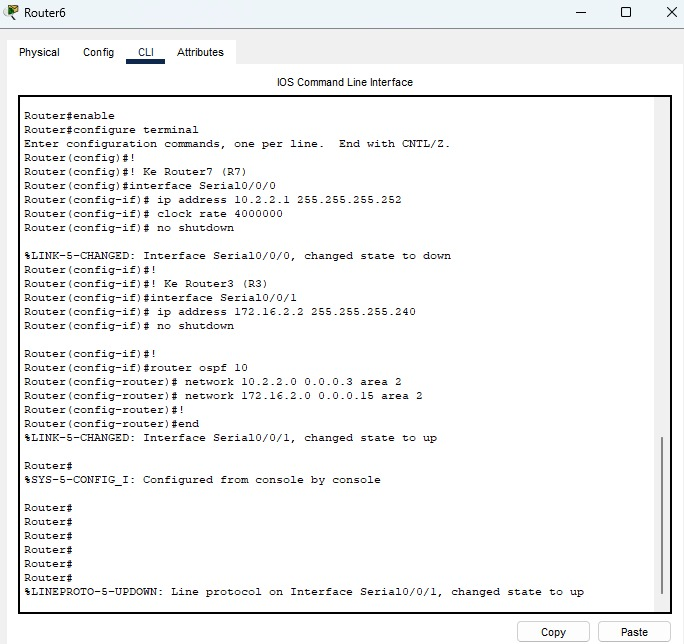 Router6
Physical Config CLI Attributes
IOS Command Line Interface
Router#enable
Router#configure terminal
Enter configuration commands, one per line.  End with CNTL/Z.
Router(config)#!
Router(config)#! Ke Router7 (R7)
Router(config)#interface Serial0/0/0
Router(config-if)# ip address 10.2.2.1 255.255.255.252
Router(config-if)# clock rate 4000000
Router(config-if)# no shutdown
%LINK-5-CHANGED: Interface Serial0/0/0, changed state to down
Router(config-if)#!
Router(config-if)#! Ke Router3 (R3)
Router(config-if)#interface Serial0/0/1
Router(config-if)# ip address 172.16.2.2 255.255.255.240
Router(config-if)# no shutdown
Router(config-if)#!
Router(config-if)#router ospf 10
Router(config-router)# network 10.2.2.0 0.0.0.3 area 2
Router(config-router)# network 172.16.2.0 0.0.0.15 area 2
Router(config-router)#!
Router(config-router)#end
%LINK-5-CHANGED: Interface Serial0/0/1, changed state to up
Router#
%SYS-5-CONFIG_I: Configured from console by console
Router#
Router#
Router#
Router#
Router#
Router#
%LINEPROTO-5-UPDOWN: Line protocol on Interface Serial0/0/1, changed state to up
Copy Paste